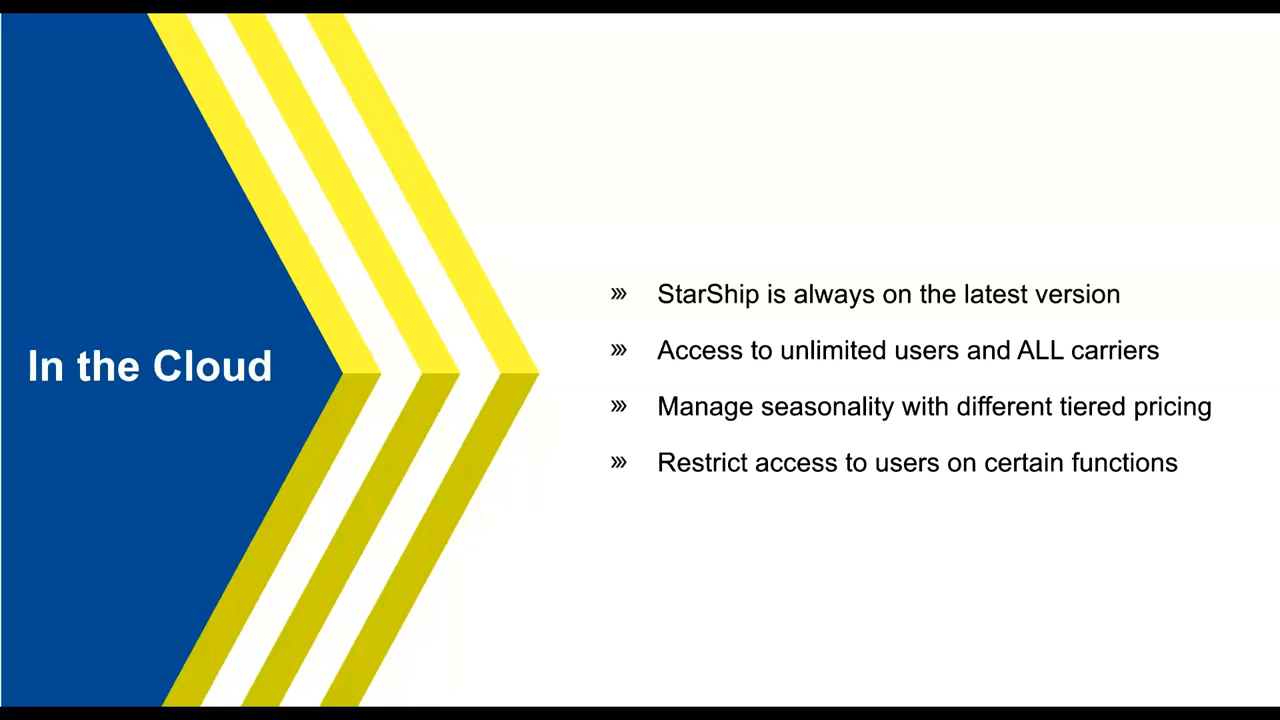 In the Cloud
StarShip is always on the latest version
Access to unlimited users and ALL carriers
Manage seasonality with different tiered pricing
Restrict access to users on certain functions